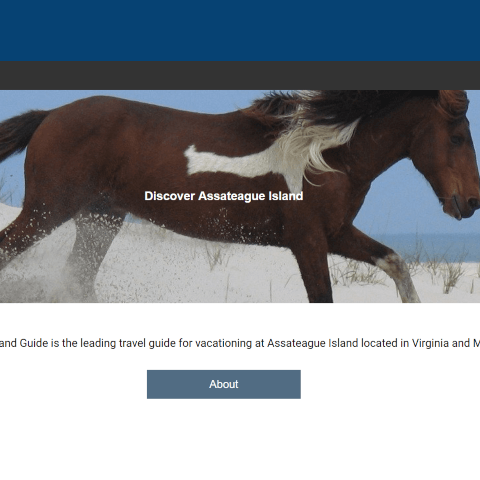 Discover Assateague Island
and Guide is the leading travel guide for vacationing at Assateague Island located in Virginia and M
About